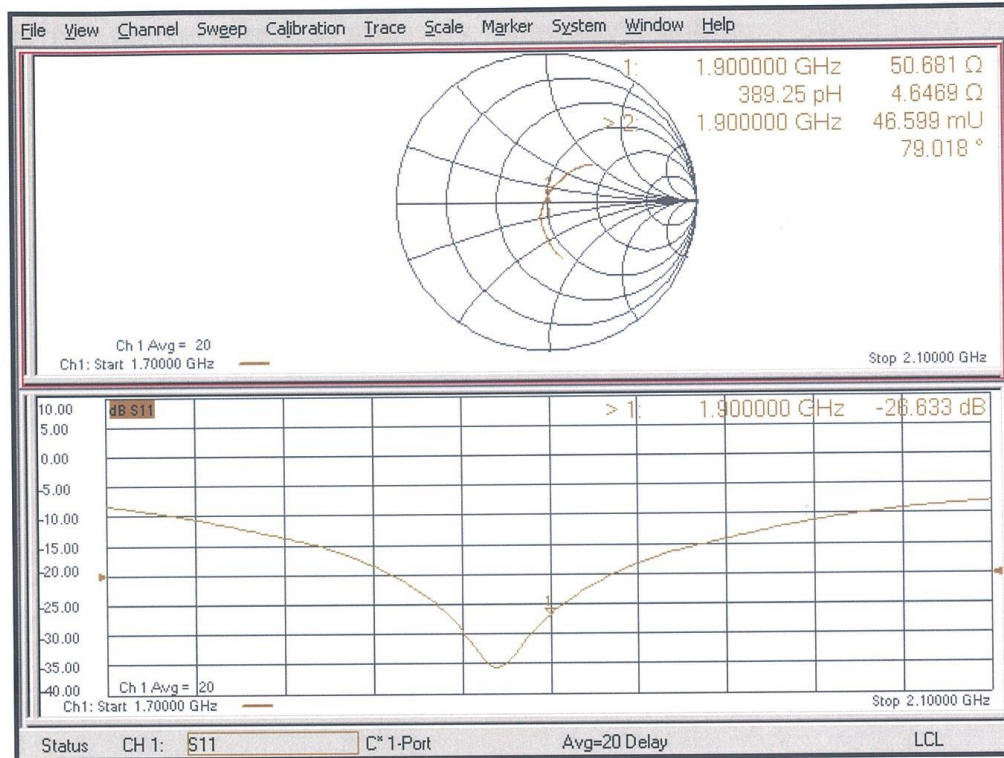 File View Channel Sweep Calibration Trace Scale Marker System Window Help
1: 1.900000 GHz 50.681 Ω
389.25 pH 4.6469 Ω
> 2: 1.900000 GHz 46.599 mU
79.018 °
Ch 1 Avg = 20
Ch1: Start 1.70000 GHz
Stop 2.10000 GHz
10.00
dB S11
> 1: 1.900000 GHz -26.633 dB
5.00
0.00
-5.00
-10.00
-15.00
-20.00
-25.00
1
-30.00
-35.00
-40.00
Ch 1 Avg = 20
Ch1: Start 1.70000 GHz
Stop 2.10000 GHz
Status CH 1: S11 C* 1-Port Avg=20 Delay LCL